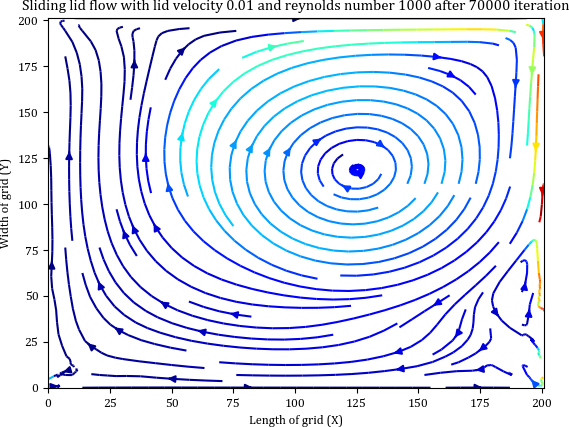 Sliding lid flow with lid velocity 0.01 and reynolds number 1000 after 70000 iteration
200
175
150
125
100
75
50
25
0
Width of grid (Y)
0 25 50 75 100 125 150 175 200
Length of grid (X)